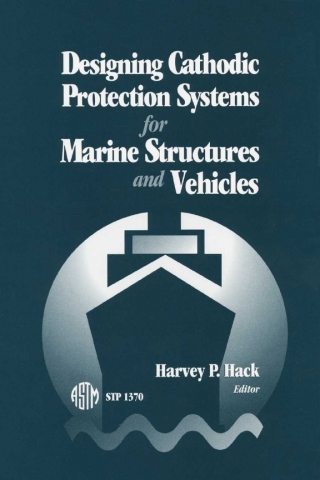 Designing Cathodic
Protection Systems
for
Marine Structures
and Vehicles
Harvey P. Hack
Editor
ASTM STP 1370